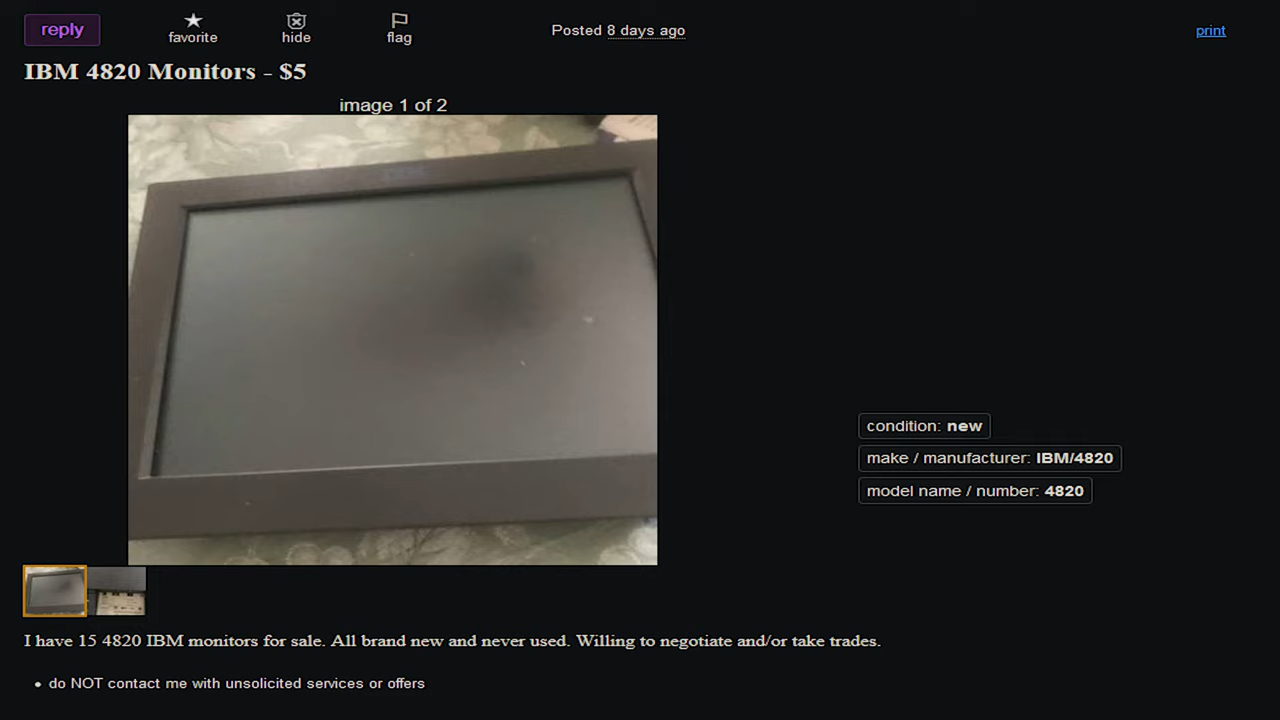 reply
favorite
hide
flag
Posted 8 days ago
print
IBM 4820 Monitors - $5
image 1 of 2
IBM
condition: new
make / manufacturer: IBM/4820
model name / number: 4820
I have 15 4820 IBM monitors for sale. All brand new and never used. Willing to negotiate and/or take trades.
• do NOT contact me with unsolicited services or offers